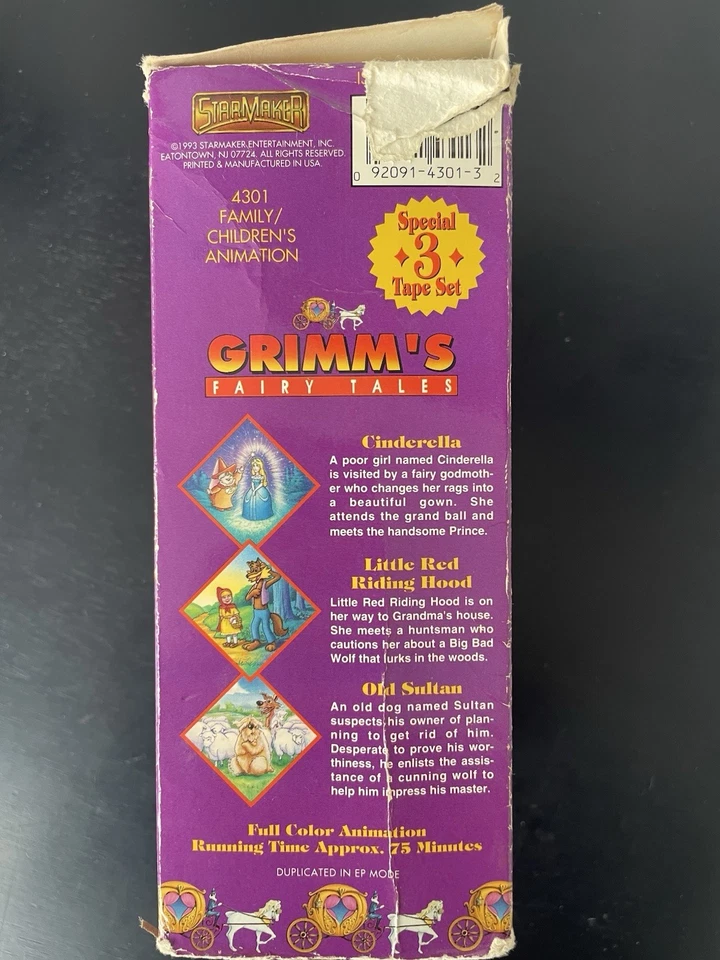 STARMAKER
©1993 STARMAKER ENTERTAINMENT, INC.
EATONTOWN, NJ 07724. ALL RIGHTS RESERVED.
PRINTED & MANUFACTURED IN USA.
0 92091-4301-3 2
4301
FAMILY/
CHILDREN'S
ANIMATION
Special
3
Tape Set
GRIMM'S
FAIRY TALES
Cinderella
A poor girl named Cinderella
is visited by a fairy godmoth-
er who changes her rags into
a beautiful gown. She
attends the grand ball and
meets the handsome Prince.
Little Red
Riding Hood
Little Red Riding Hood is on
her way to Grandma's house.
She meets a huntsman who
cautions her about a Big Bad
Wolf that lurks in the woods.
Old Sultan
An old dog named Sultan
suspects his owner of plan-
ning to get rid of him.
Desperate to prove his wor-
thiness, he enlists the assis-
tance of a cunning wolf to
help him impress his master.
Full Color Animation
Running Time Approx. 75 Minutes
DUPLICATED IN EP MODE